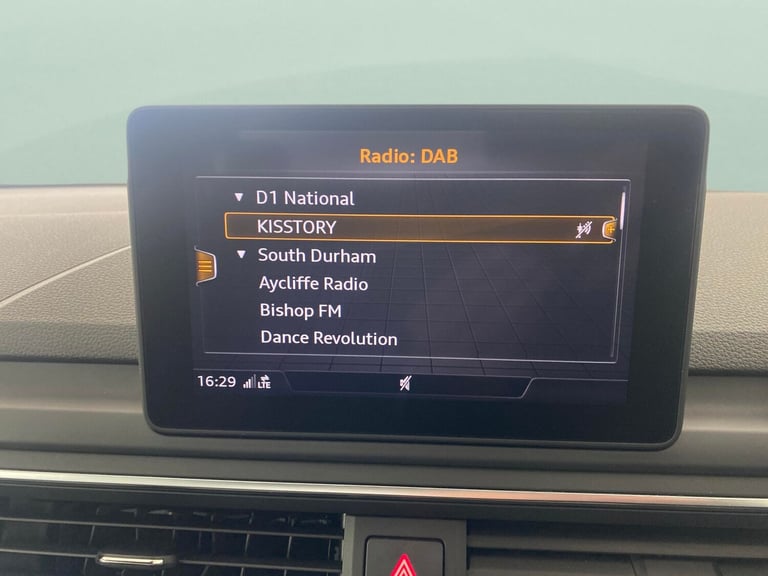 Radio: DAB
D1 National
KISSTORY
South Durham
Aycliffe Radio
Bishop FM
Dance Revolution
16:29 LTE